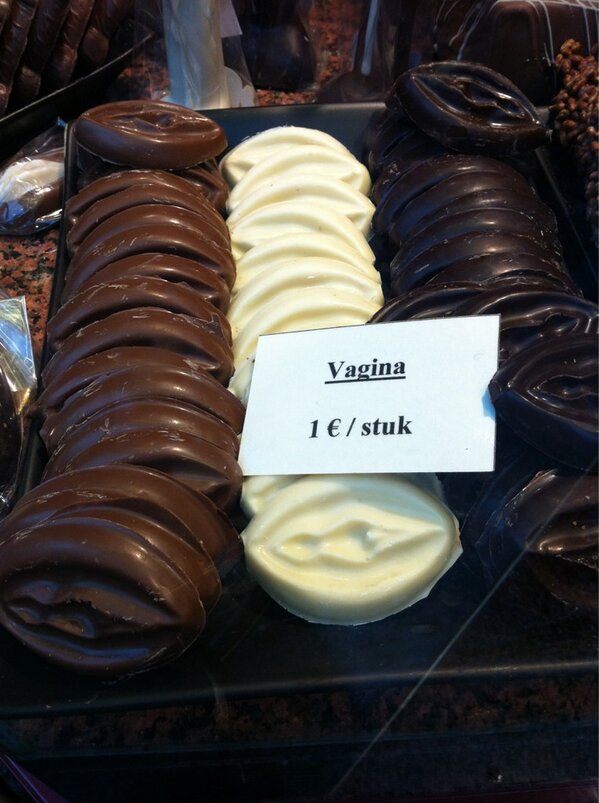 Vagina
1 € / stuk